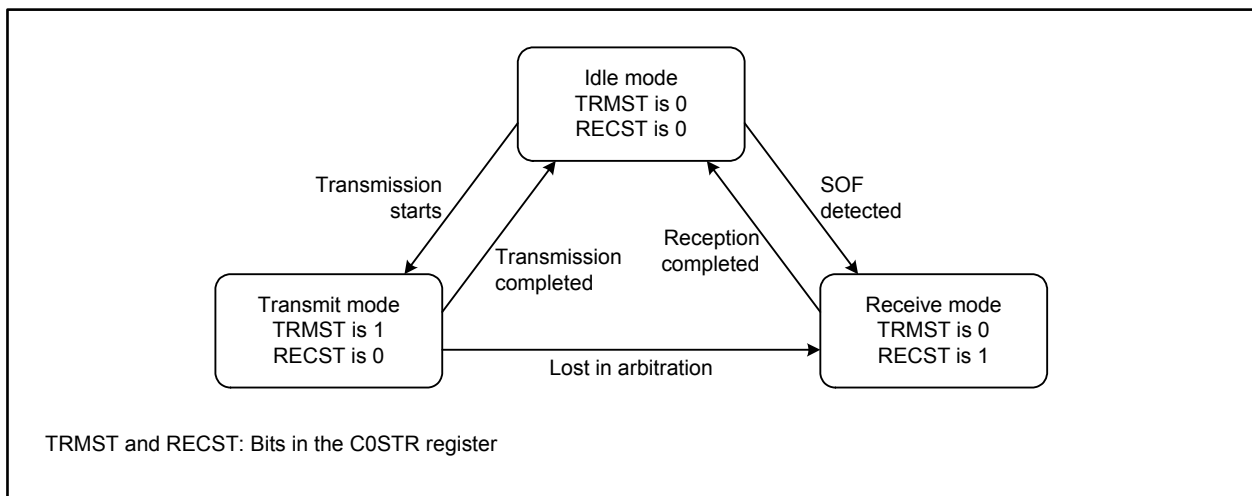 Idle mode
TRMST is 0
RECST is 0
Transmission
starts
SOF
detected
Transmission
completed
Reception
completed
Transmit mode
TRMST is 1
RECST is 0
Receive mode
TRMST is 0
RECST is 1
Lost in arbitration
TRMST and RECST: Bits in the C0STR register